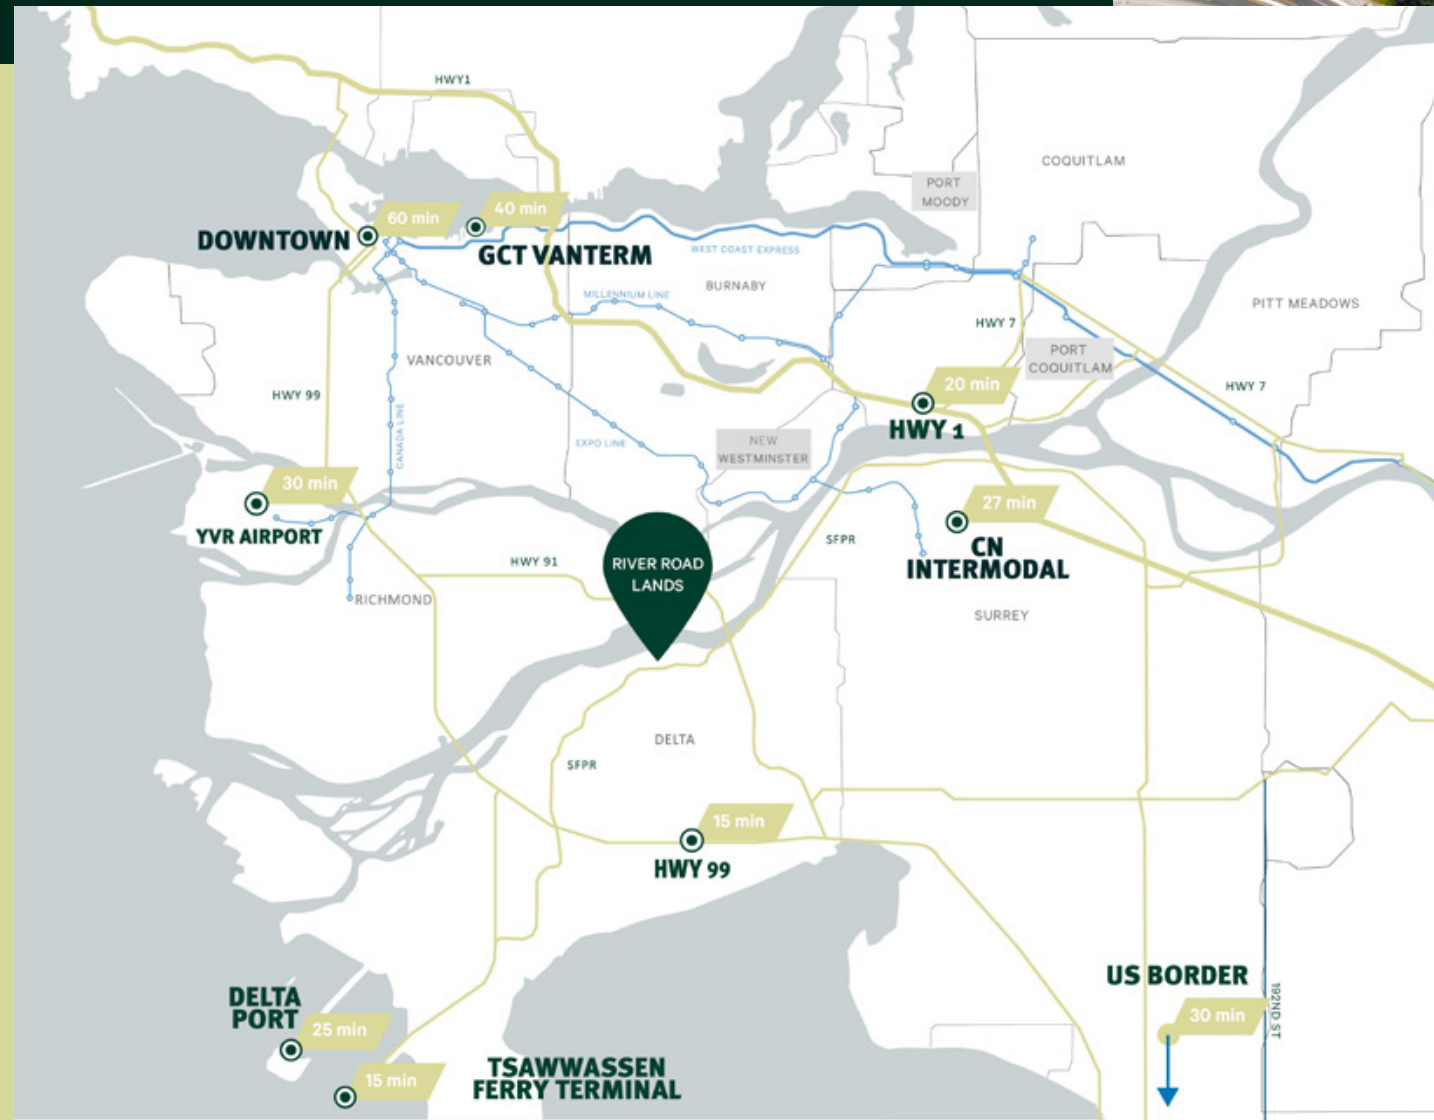 HWY1
COQUITLAM
PORT
MOODY
60 min
40 min
DOWNTOWN
GCT VANTERM
WEST COAST EXPRESS
BURNABY
MILLENNIUM LINE
PITT MEADOWS
HWY 7
VANCOUVER
PORT
COQUITLAM
HWY 99
20 min
HWY 7
HWY 1
CANADA LINE
EXPO LINE
NEW
WESTMINSTER
30 min
27 min
YVR AIRPORT
SFPR
CN
INTERMODAL
HWY 91
RIVER ROAD
LANDS
RICHMOND
SURREY
DELTA
SFPR
15 min
HWY 99
US BORDER
DELTA
PORT
192ND ST
30 min
25 min
15 min
TSAWWASSEN
FERRY TERMINAL